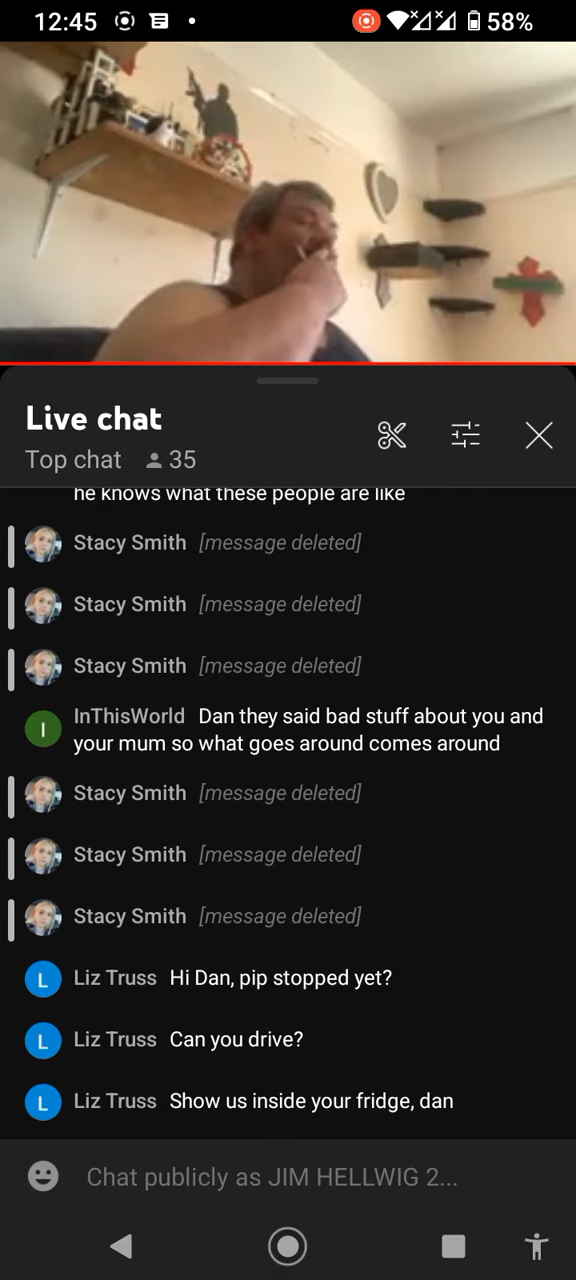 12:45
58%
Live chat
Top chat 35
he knows what these people are like
Stacy Smith [message deleted]
Stacy Smith [message deleted]
Stacy Smith [message deleted]
I
InThisWorld Dan they said bad stuff about you and
your mum so what goes around comes around
Stacy Smith [message deleted]
Stacy Smith [message deleted]
Stacy Smith [message deleted]
L
Liz Truss Hi Dan, pip stopped yet?
L
Liz Truss Can you drive?
L
Liz Truss Show us inside your fridge, dan
Chat publicly as JIM HELLWIG 2...